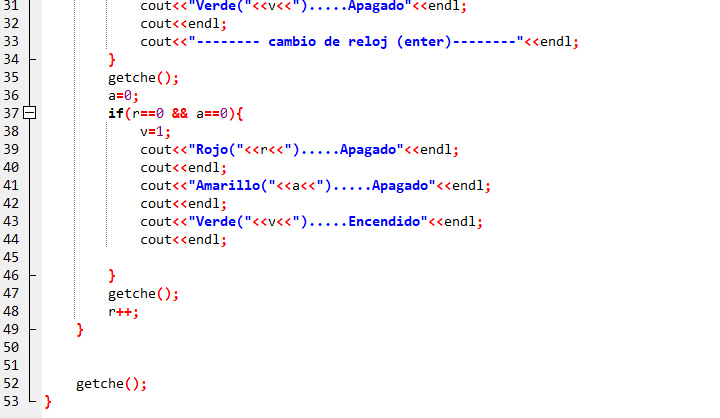 31 cout<<"Verde("<<v<<").....Apagado"<<endl;
32 cout<<endl;
33 cout<<"-------- cambio de reloj (enter)--------"<<endl;
34 }
35 getche();
36 a=0;
37 if(r==0 && a==0){
38 v=1;
39 cout<<"Rojo("<<r<<").....Apagado"<<endl;
40 cout<<endl;
41 cout<<"Amarillo("<<a<<").....Apagado"<<endl;
42 cout<<endl;
43 cout<<"Verde("<<v<<").....Encendido"<<endl;
44 cout<<endl;
45
46 }
47 getche();
48 r++;
49 }
50
51
52 getche();
53 }